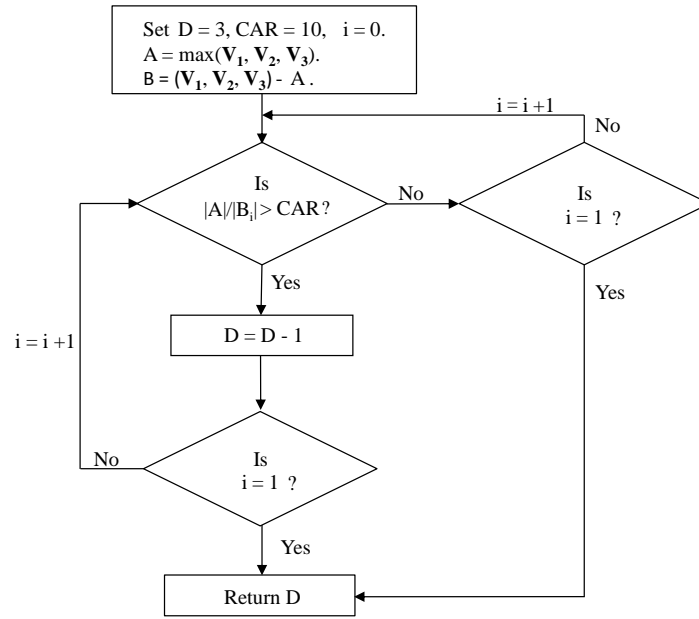 Set D = 3, CAR = 10, i = 0.
A = max(V₁, V₂, V₃).
B = (V₁, V₂, V₃) - A .
i = i +1
No
Is
|A|/|Bᵢ| > CAR ?
No
Is
i = 1 ?
Yes
Yes
D = D - 1
i = i +1
Is
i = 1 ?
No
Yes
Return D